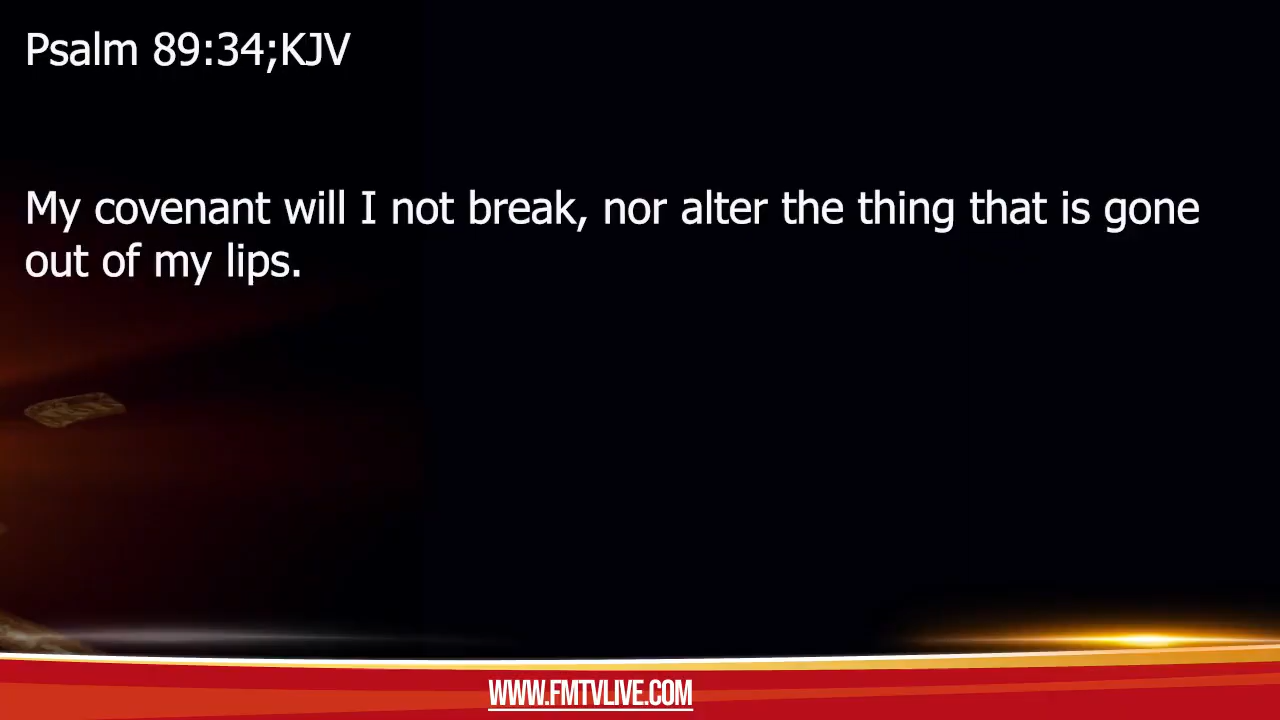 Psalm 89:34;KJV
My covenant will I not break, nor alter the thing that is gone
out of my lips.
WWW.FMTVLIVE.COM